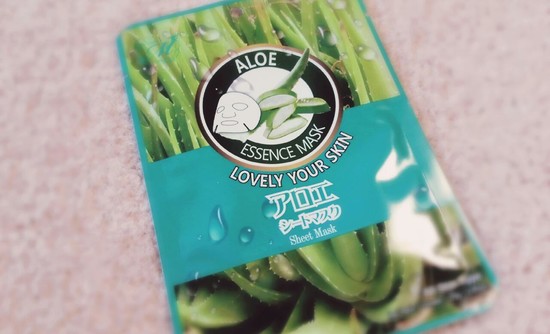 ALOE
ESSENCE MASK
LOVELY YOUR SKIN
アロエ
シートマスク
Sheet Mask